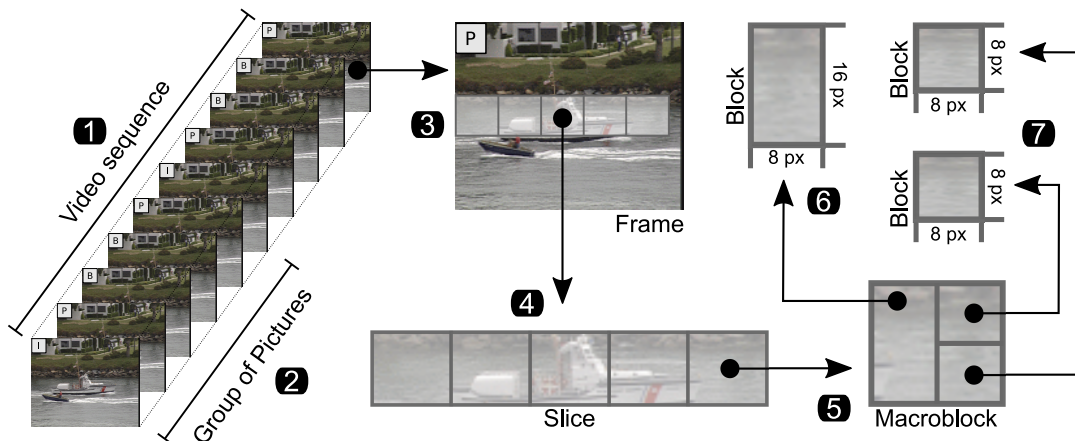 1
Video sequence
P
B
B
P
I
P
B
B
P
I
Group of Pictures
2
P
3
Frame
4
Slice
5
Macroblock
6
Block
16 px
8 px
7
Block
8 px
8 px
Block
8 px
8 px